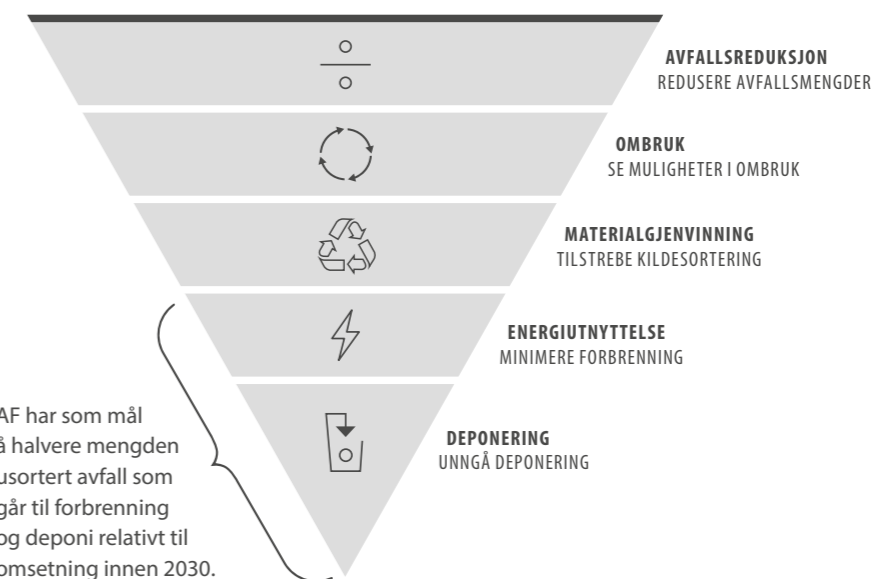 AVFALLSREDUKSJON
REDUSERE AVFALLSMENGDER
OMBRUK
SE MULIGHETER I OMBRUK
MATERIALGJENVINNING
TILSTREBE KILDESORTERING
ENERGIUTNYTTELSE
MINIMERE FORBRENNING
DEPONERING
UNNGÅ DEPONERING
AF har som mål
å halvere mengden
usortert avfall som
går til forbrenning
og deponi relativt til
omsetning innen 2030.